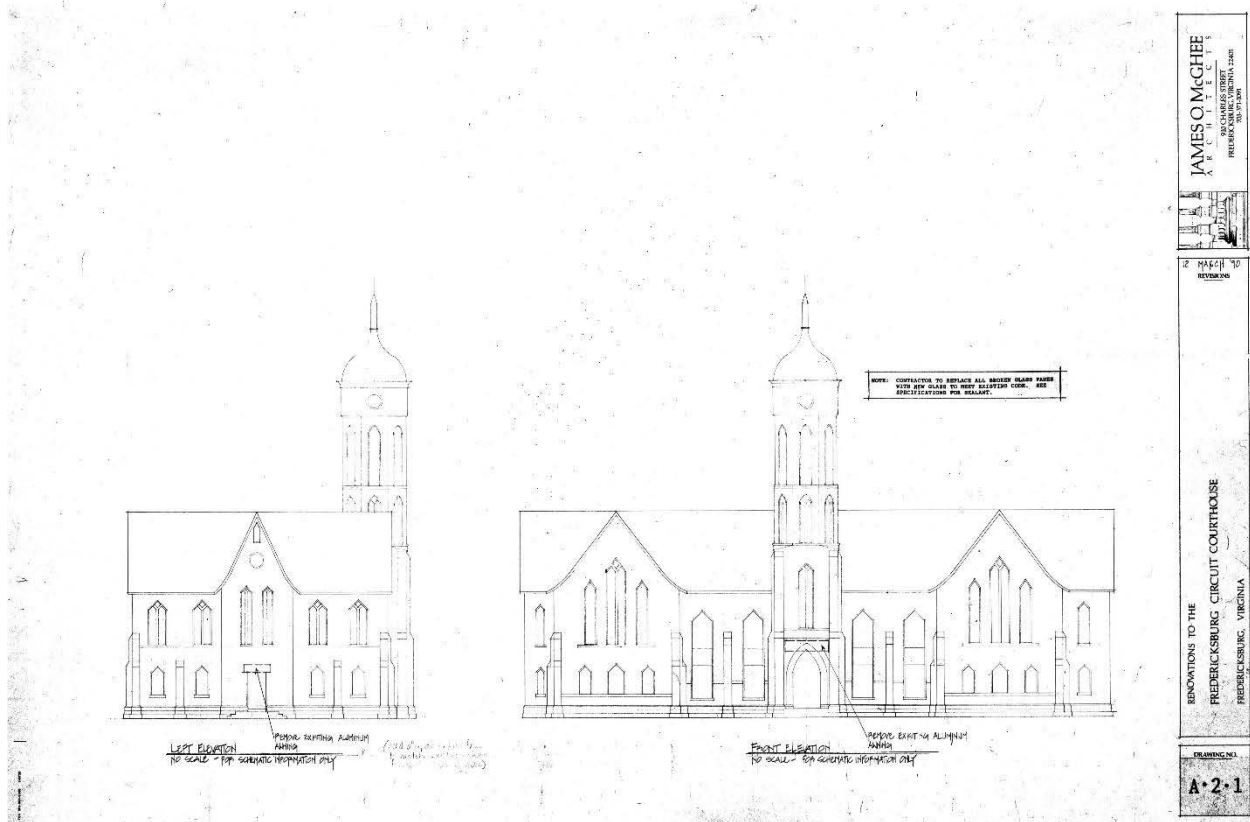 NOTE: CONTRACTOR TO REPLACE ALL BROKEN GLASS PANES
WITH NEW GLASS TO MEET EXISTING CODE. SEE
SPECIFICATIONS FOR SEALANT.
REMOVE EXISTING ALUMINUM
AWNING
LEFT ELEVATION
NO SCALE - FOR SCHEMATIC INFORMATION ONLY
REMOVE EXISTING ALUMINUM
AWNING
FRONT ELEVATION
NO SCALE - FOR SCHEMATIC INFORMATION ONLY
JAMES O. McGHEE
ARCHITECTS
CHARLES STREET
FREDERICKSBURG, VIRGINIA 22401
12 MARCH '90
REVISIONS
RENOVATIONS TO THE
FREDERICKSBURG CIRCUIT COURTHOUSE
FREDERICKSBURG, VIRGINIA
DRAWING NO.
A·2·1